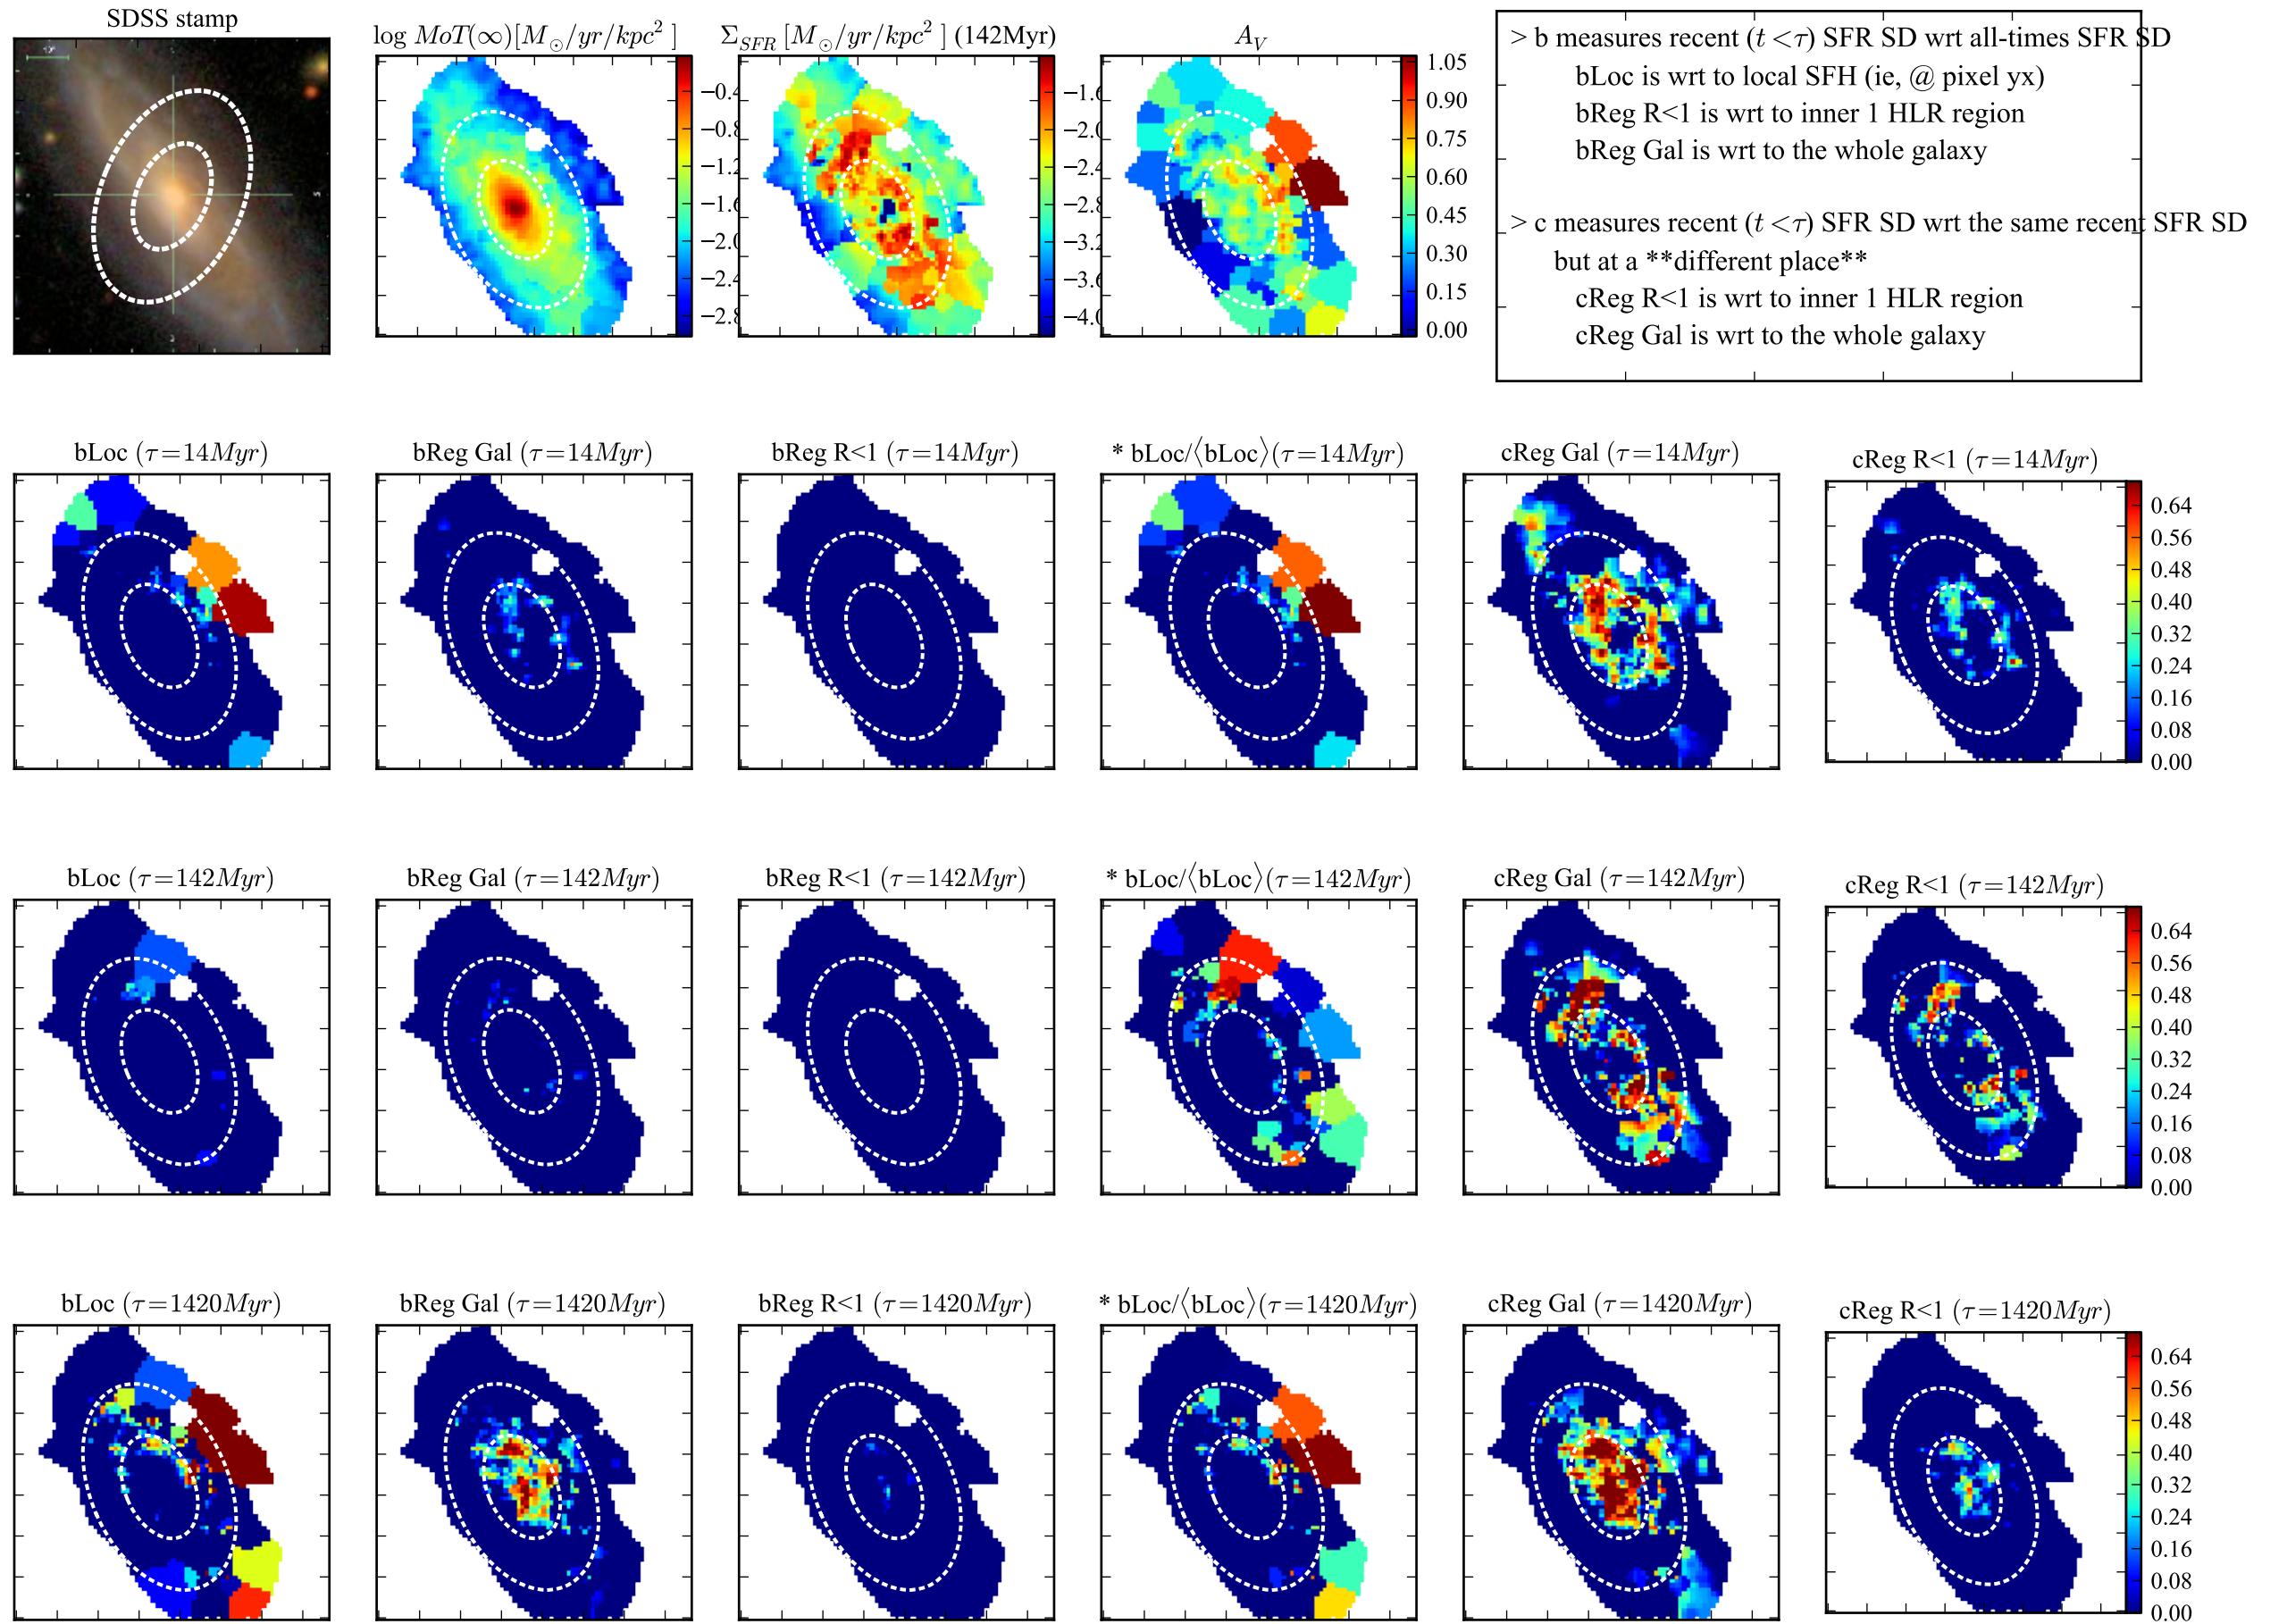 SDSS stamp
log MoT(∞)[M⊙/yr/kpc²]
Σ_SFR [M⊙/yr/kpc²] (142Myr)
A_V
−0.4
−0.8
−1.2
−1.6
−2.0
−2.4
−2.8
−1.6
−2.0
−2.4
−2.8
−3.2
−3.6
−4.0
1.05
0.90
0.75
0.60
0.45
0.30
0.15
0.00
> b measures recent (t <τ) SFR SD wrt all-times SFR SD
bLoc is wrt to local SFH (ie, @ pixel yx)
bReg R<1 is wrt to inner 1 HLR region
bReg Gal is wrt to the whole galaxy
> c measures recent (t <τ) SFR SD wrt the same recent SFR SD
but at a **different place**
cReg R<1 is wrt to inner 1 HLR region
cReg Gal is wrt to the whole galaxy
bLoc (τ=14Myr)
bReg Gal (τ=14Myr)
bReg R<1 (τ=14Myr)
* bLoc/⟨bLoc⟩(τ=14Myr)
cReg Gal (τ=14Myr)
cReg R<1 (τ=14Myr)
0.64
0.56
0.48
0.40
0.32
0.24
0.16
0.08
0.00
bLoc (τ=142Myr)
bReg Gal (τ=142Myr)
bReg R<1 (τ=142Myr)
* bLoc/⟨bLoc⟩(τ=142Myr)
cReg Gal (τ=142Myr)
cReg R<1 (τ=142Myr)
0.64
0.56
0.48
0.40
0.32
0.24
0.16
0.08
0.00
bLoc (τ=1420Myr)
bReg Gal (τ=1420Myr)
bReg R<1 (τ=1420Myr)
* bLoc/⟨bLoc⟩(τ=1420Myr)
cReg Gal (τ=1420Myr)
cReg R<1 (τ=1420Myr)
0.64
0.56
0.48
0.40
0.32
0.24
0.16
0.08
0.00